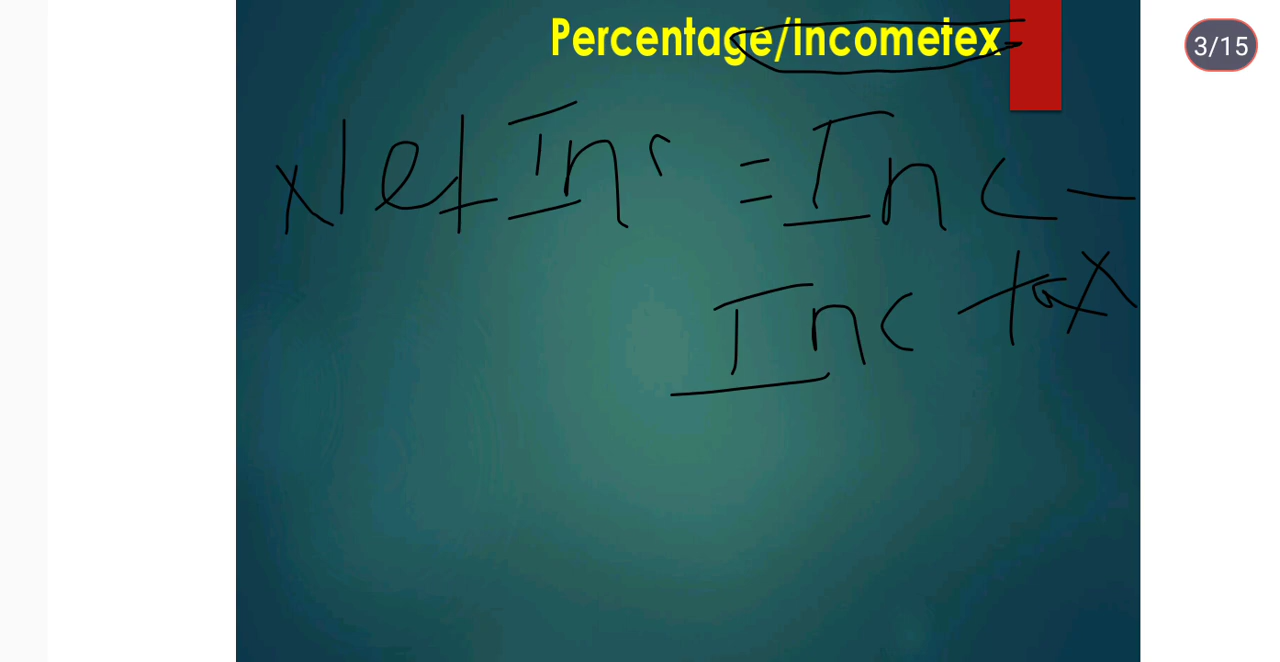 Percentage/Incometex
3/15
Net Inc = Inc -
Inc tax